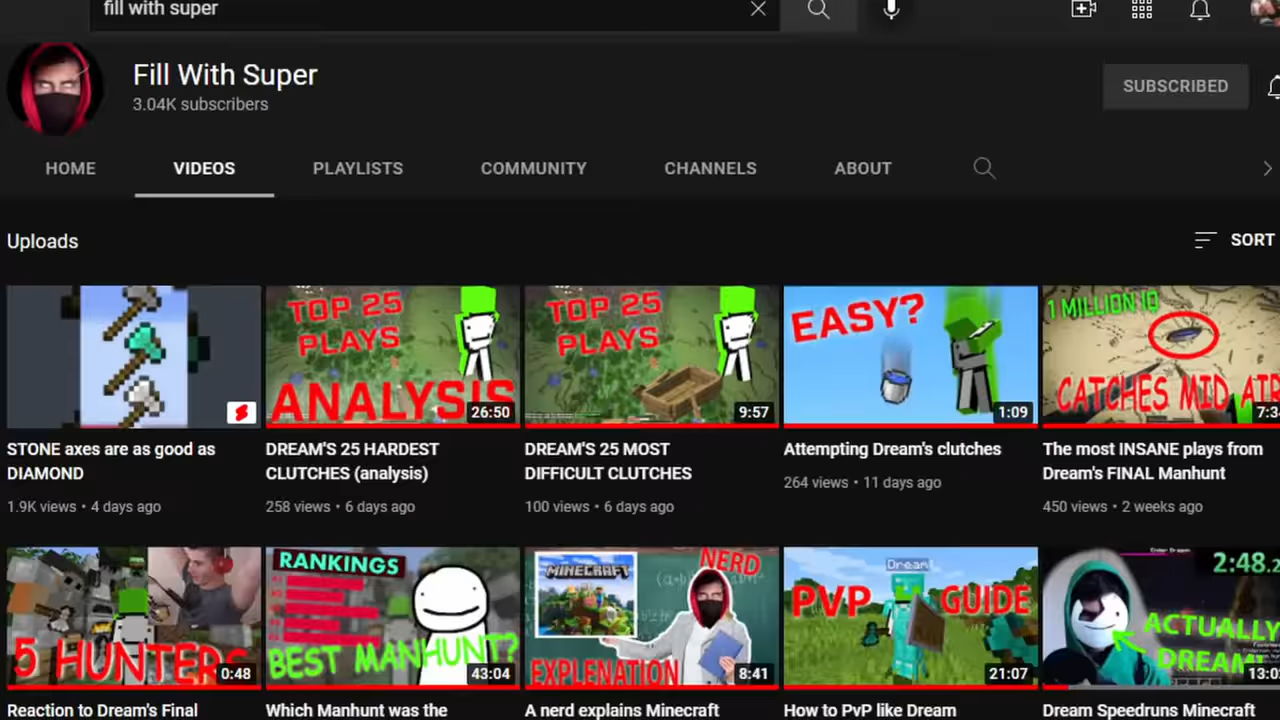 fill with super
Fill With Super
3.04K subscribers
SUBSCRIBED
HOME
VIDEOS
PLAYLISTS
COMMUNITY
CHANNELS
ABOUT
Uploads
SORT
TOP 25
PLAYS
ANALYSIS
26:50
TOP 25
PLAYS
9:57
EASY?
1:09
1 MILLION IQ
CATCHES MID AIR
STONE axes are as good as
DIAMOND
1.9K views • 4 days ago
DREAM'S 25 HARDEST
CLUTCHES (analysis)
258 views • 6 days ago
DREAM'S 25 MOST
DIFFICULT CLUTCHES
100 views • 6 days ago
Attempting Dream's clutches
264 views • 11 days ago
The most INSANE plays from
Dream's FINAL Manhunt
450 views • 2 weeks ago
5 HUNTERS
0:48
RANKINGS
BEST MANHUNT?
43:04
MINECRAFT
NERD
EXPLENATION
8:41
Dream
PVP GUIDE
21:07
Ender Dragon
2:48.2
ACTUALLY
DREAM
Reaction to Dream's Final
Which Manhunt was the
A nerd explains Minecraft
How to PvP like Dream
Dream Speedruns Minecraft